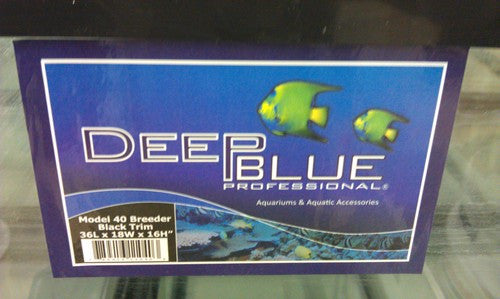 DEEP BLUE
PROFESSIONAL®
Aquariums & Aquatic Accessories
Model 40 Breeder
Black Trim
36L x 18W x 16H"